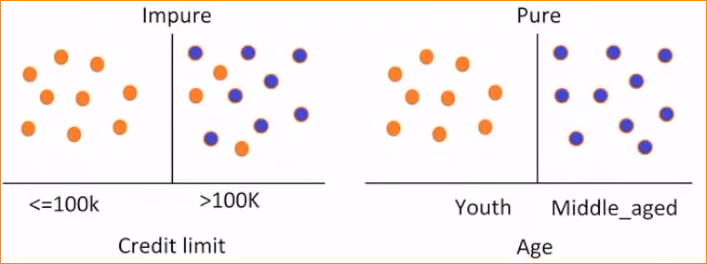 Impure
Pure
<=100k
>100K
Youth
Middle_aged
Credit limit
Age